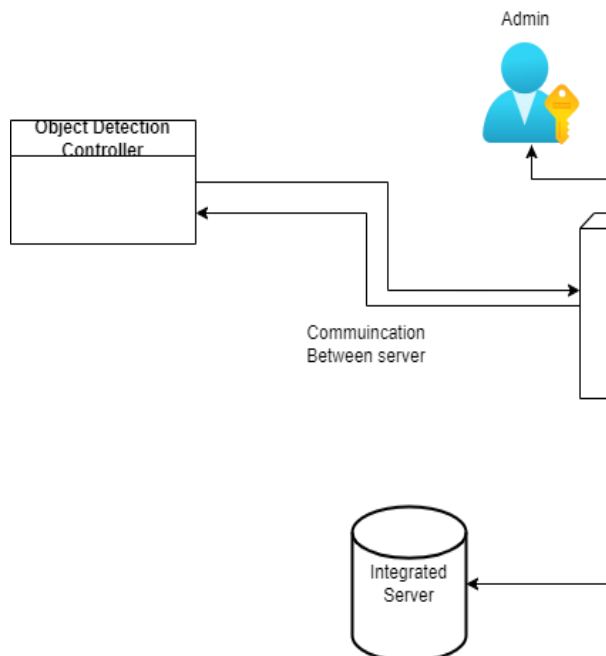 Admin
Object Detection
Controller
Commuincation
Between server
Integrated
Server